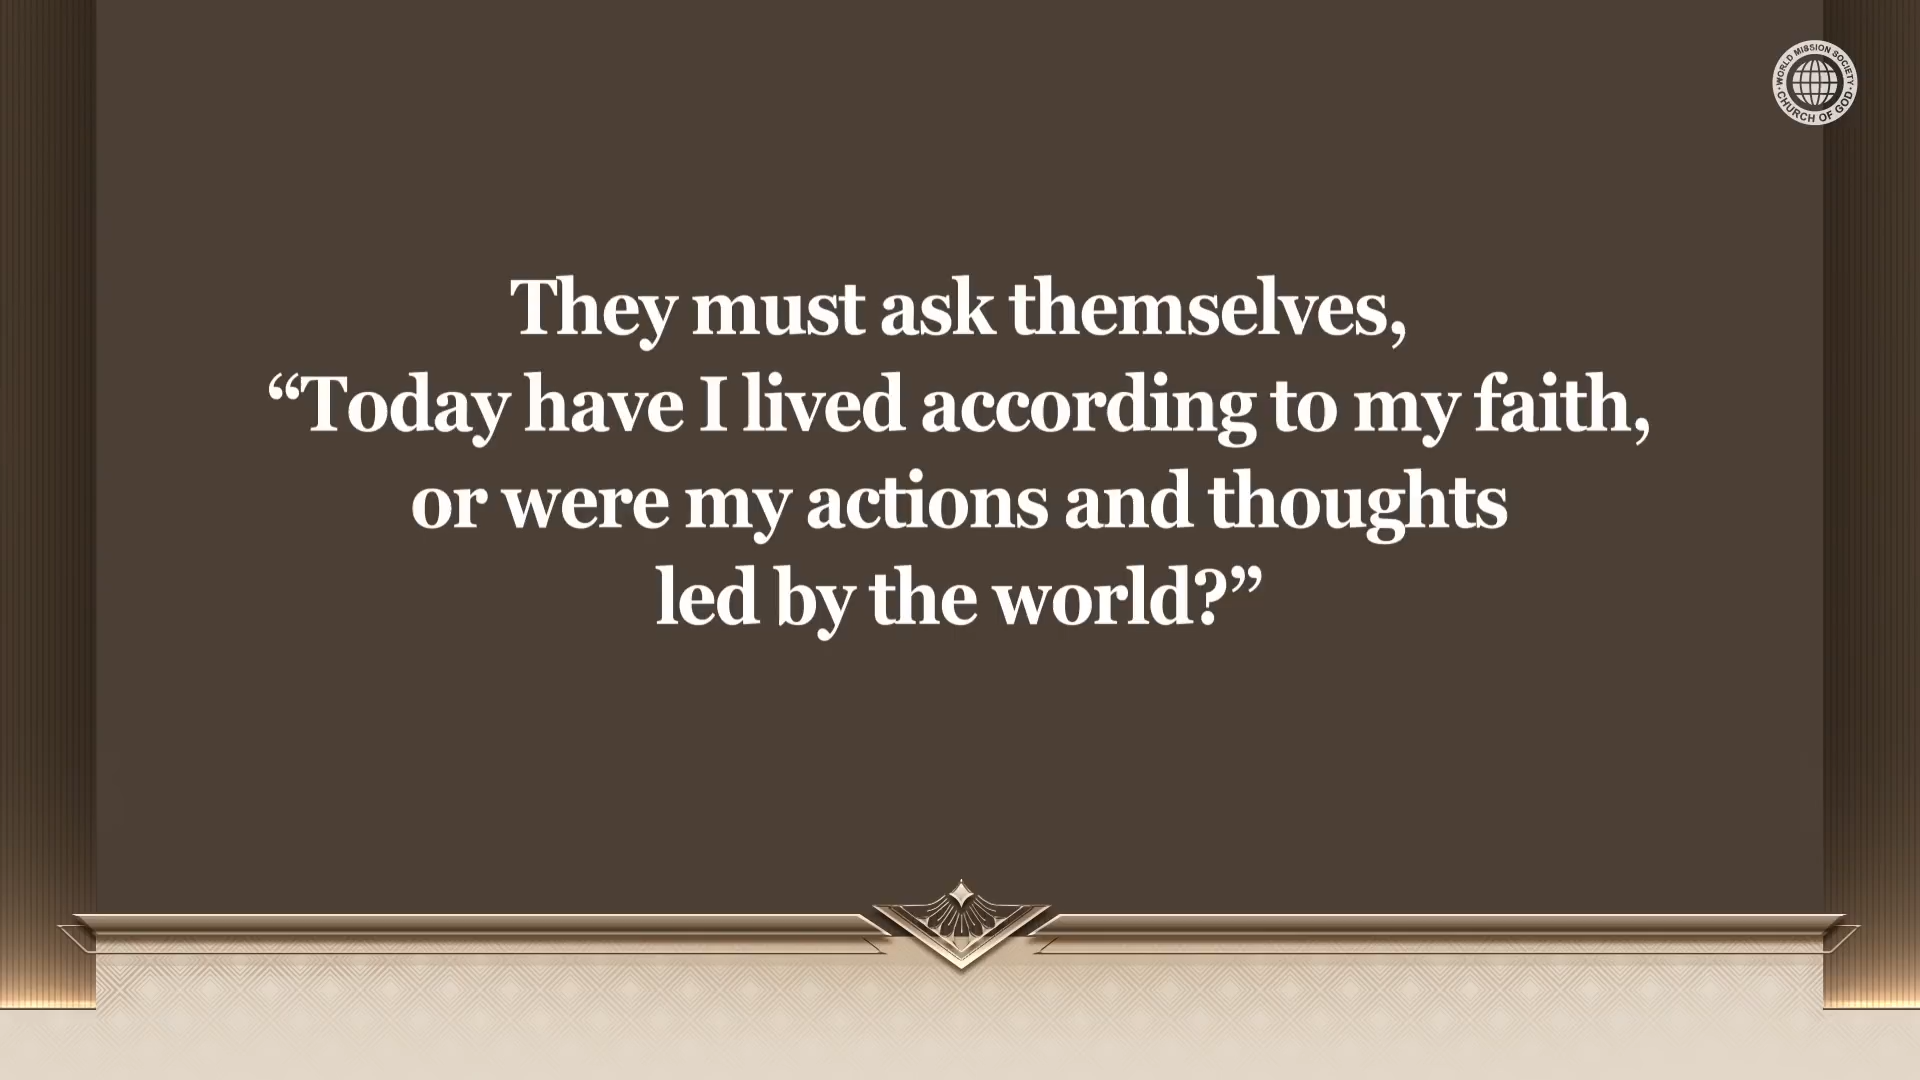 WORLD MISSION SOCIETY
CHURCH OF GOD
They must ask themselves,
“Today have I lived according to my faith,
or were my actions and thoughts
led by the world?”